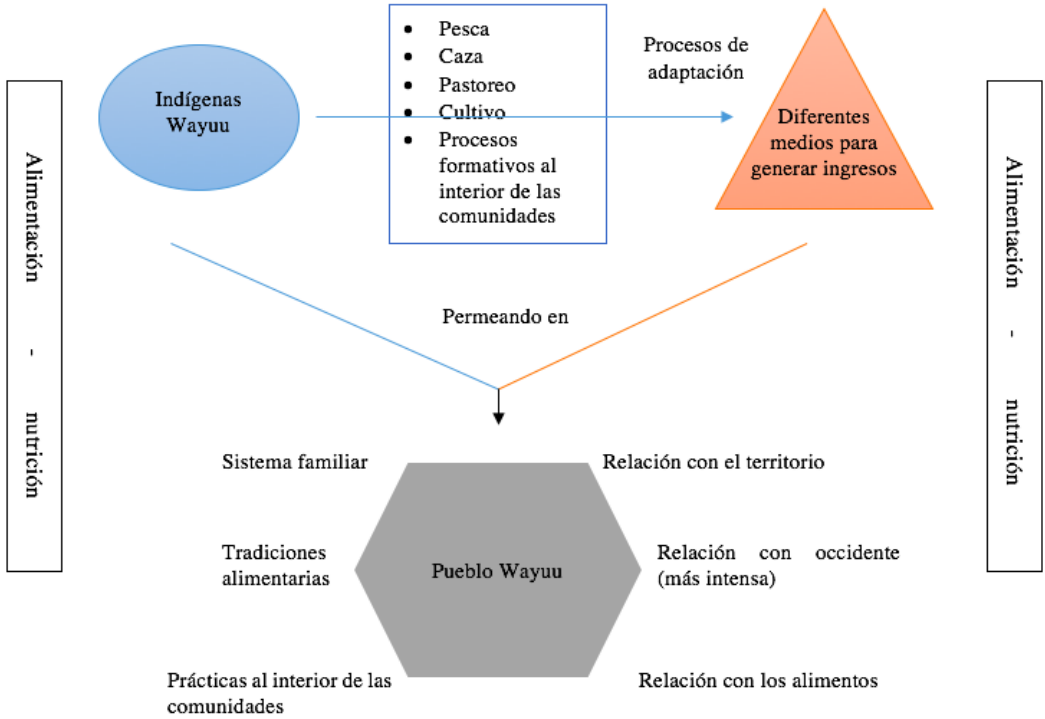 Alimentación - nutrición
Indígenas
Wayuu
• Pesca
• Caza
• Pastoreo
• Cultivo
• Procesos
formativos al
interior de las
comunidades
Procesos de
adaptación
Diferentes
medios para
generar ingresos
Alimentación - nutrición
Permeando en
Sistema familiar
Relación con el territorio
Tradiciones
alimentarias
Pueblo Wayuu
Relación con occidente
(más intensa)
Prácticas al interior de las
comunidades
Relación con los alimentos